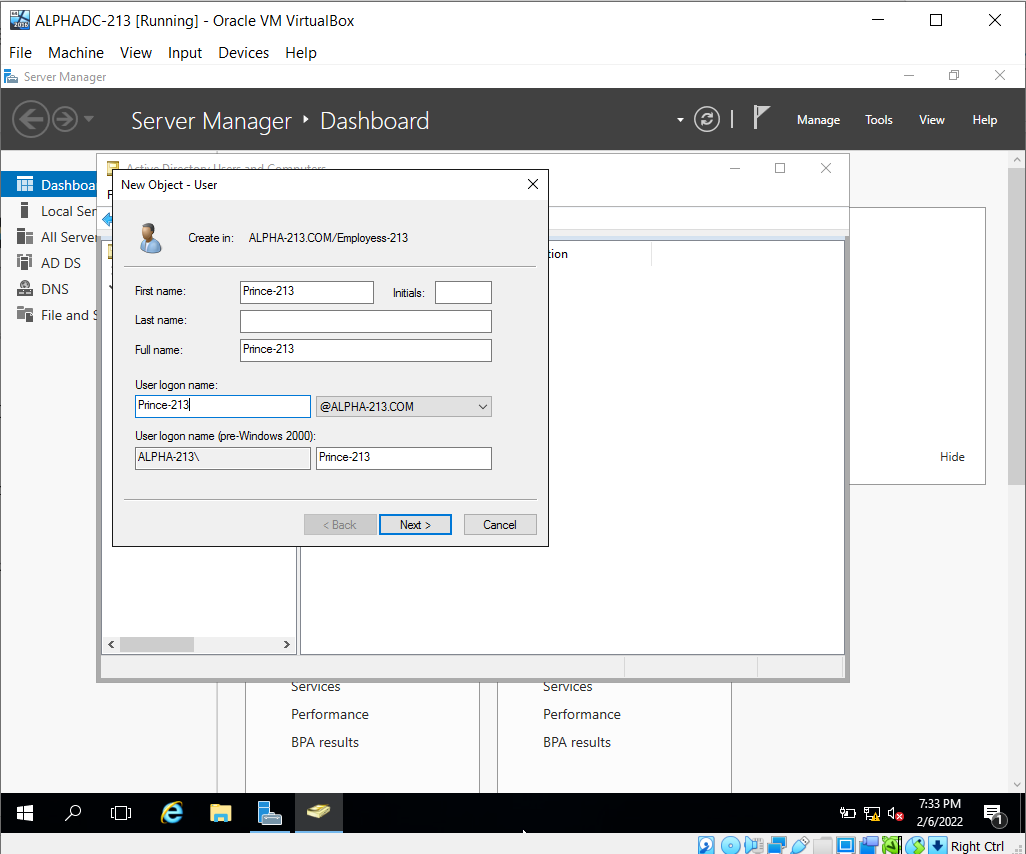 ALPHADC-213 [Running] - Oracle VM VirtualBox
File Machine View Input Devices Help
Server Manager
Server Manager Dashboard
Manage Tools View Help
Active Directory Users and Computers
Dashboa
Local Ser
All Server
AD DS
DNS
File and S
New Object - User
Create in: ALPHA-213.COM/Employess-213
First name: Prince-213 Initials:
Last name:
Full name: Prince-213
User logon name:
Prince-213 @ALPHA-213.COM
User logon name (pre-Windows 2000):
ALPHA-213\ Prince-213
< Back Next > Cancel
tion
Hide
Services Services
Performance Performance
BPA results BPA results
7:33 PM
2/6/2022
1
Right Ctrl